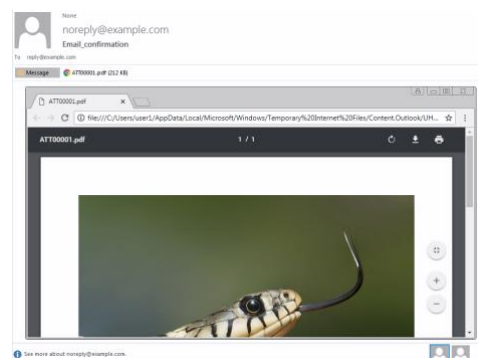 None
noreply@example.com
Email_confirmation
To reply@example.com
Message ATT00001.pdf (212 KB)
ATT00001.pdf
file:///C:/Users/user1/AppData/Local/Microsoft/Windows/Temporary%20Internet%20Files/Content.Outlook/UH...
ATT00001.pdf 1 / 1
See more about noreply@example.com.